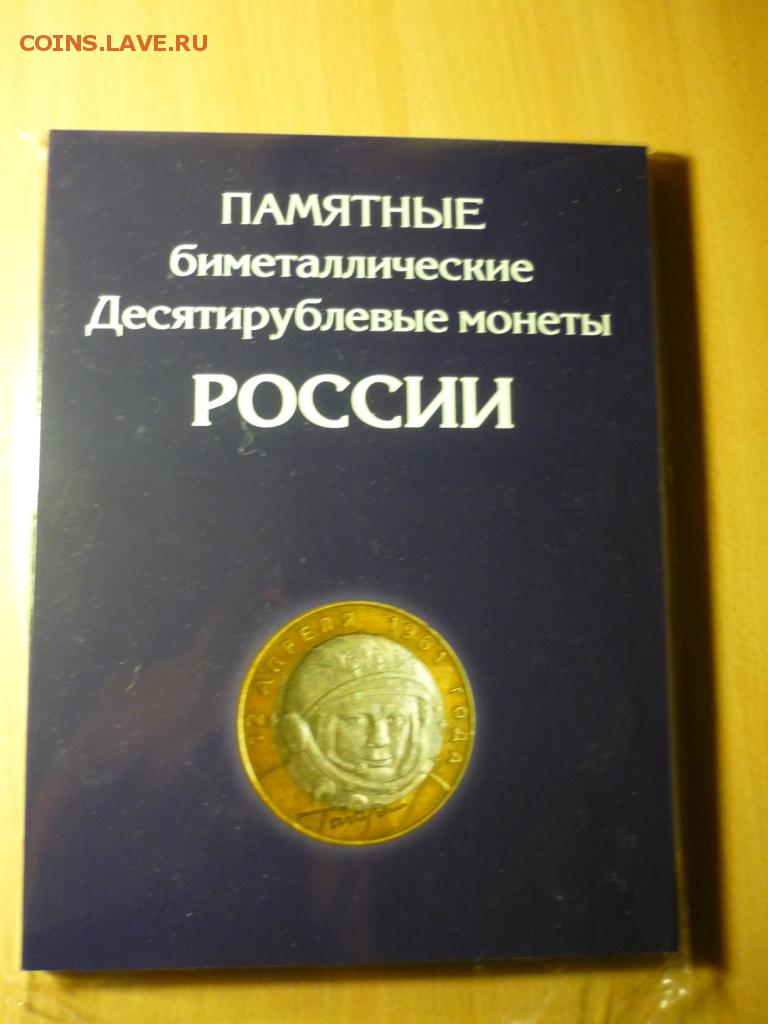 COINS.LAVE.RU
ПАМЯТНЫЕ
биметаллические
Десятирублевые монеты
РОССИИ
12 АПРЕЛЯ 1961 ГОДА